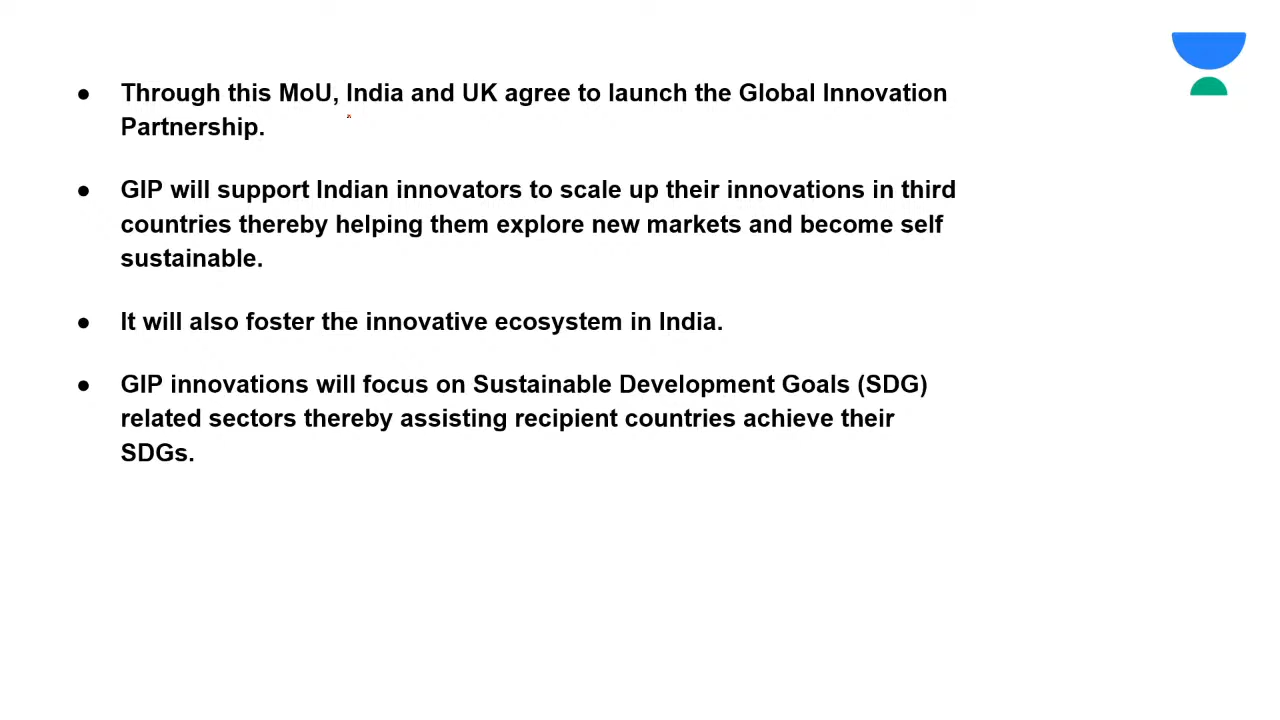 ● Through this MoU, India and UK agree to launch the Global Innovation
Partnership.
● GIP will support Indian innovators to scale up their innovations in third
countries thereby helping them explore new markets and become self
sustainable.
● It will also foster the innovative ecosystem in India.
● GIP innovations will focus on Sustainable Development Goals (SDG)
related sectors thereby assisting recipient countries achieve their
SDGs.